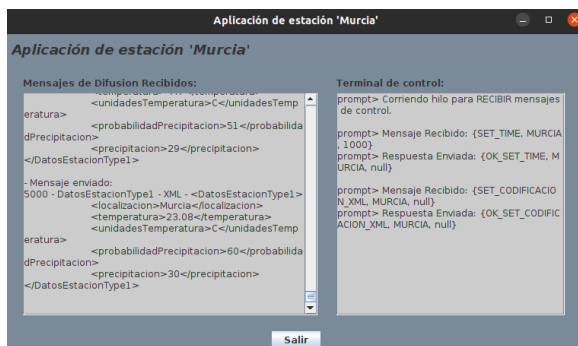 Aplicación de estación 'Murcia'
Aplicación de estación 'Murcia'
Mensajes de Difusion Recibidos:
<unidadesTemperatura>C</unidadesTemp
eratura>
<probabilidadPrecipitacion>51</probabilida
dPrecipitacion>
<precipitacion>29</precipitacion>
</DatosEstacionType1>
- Mensaje enviado:
5000 - DatosEstacionType1 - XML - <DatosEstacionType1>
<localizacion>Murcia</localizacion>
<temperatura>23.08</temperatura>
<unidadesTemperatura>C</unidadesTemp
eratura>
<probabilidadPrecipitacion>60</probabilida
dPrecipitacion>
<precipitacion>30</precipitacion>
</DatosEstacionType1>
Terminal de control:
prompt> Corriendo hilo para RECIBIR mensajes
de control.
prompt> Mensaje Recibido: {SET_TIME, MURCIA
, 1000}
prompt> Respuesta Enviada: {OK_SET_TIME, M
URCIA, null}
prompt> Mensaje Recibido: {SET_CODIFICACIO
N_XML, MURCIA, null}
prompt> Respuesta Enviada: {OK_SET_CODIFIC
ACION_XML, MURCIA, null}
Salir